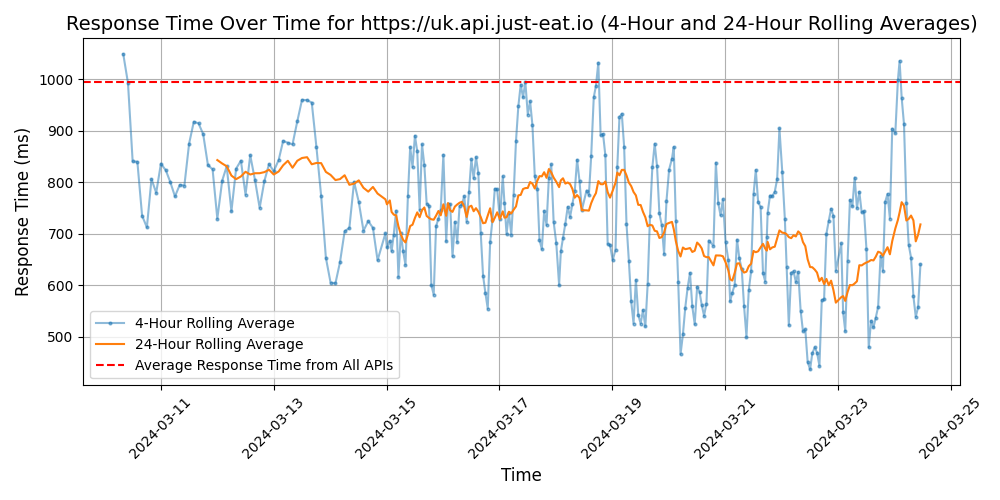 Response Time Over Time for https://uk.api.just-eat.io (4-Hour and 24-Hour Rolling Averages)
Response Time (ms)
1000
900
800
700
600
500
4-Hour Rolling Average
24-Hour Rolling Average
Average Response Time from All APIs
2024-03-11
2024-03-13
2024-03-15
2024-03-17
2024-03-19
2024-03-21
2024-03-23
2024-03-25
Time